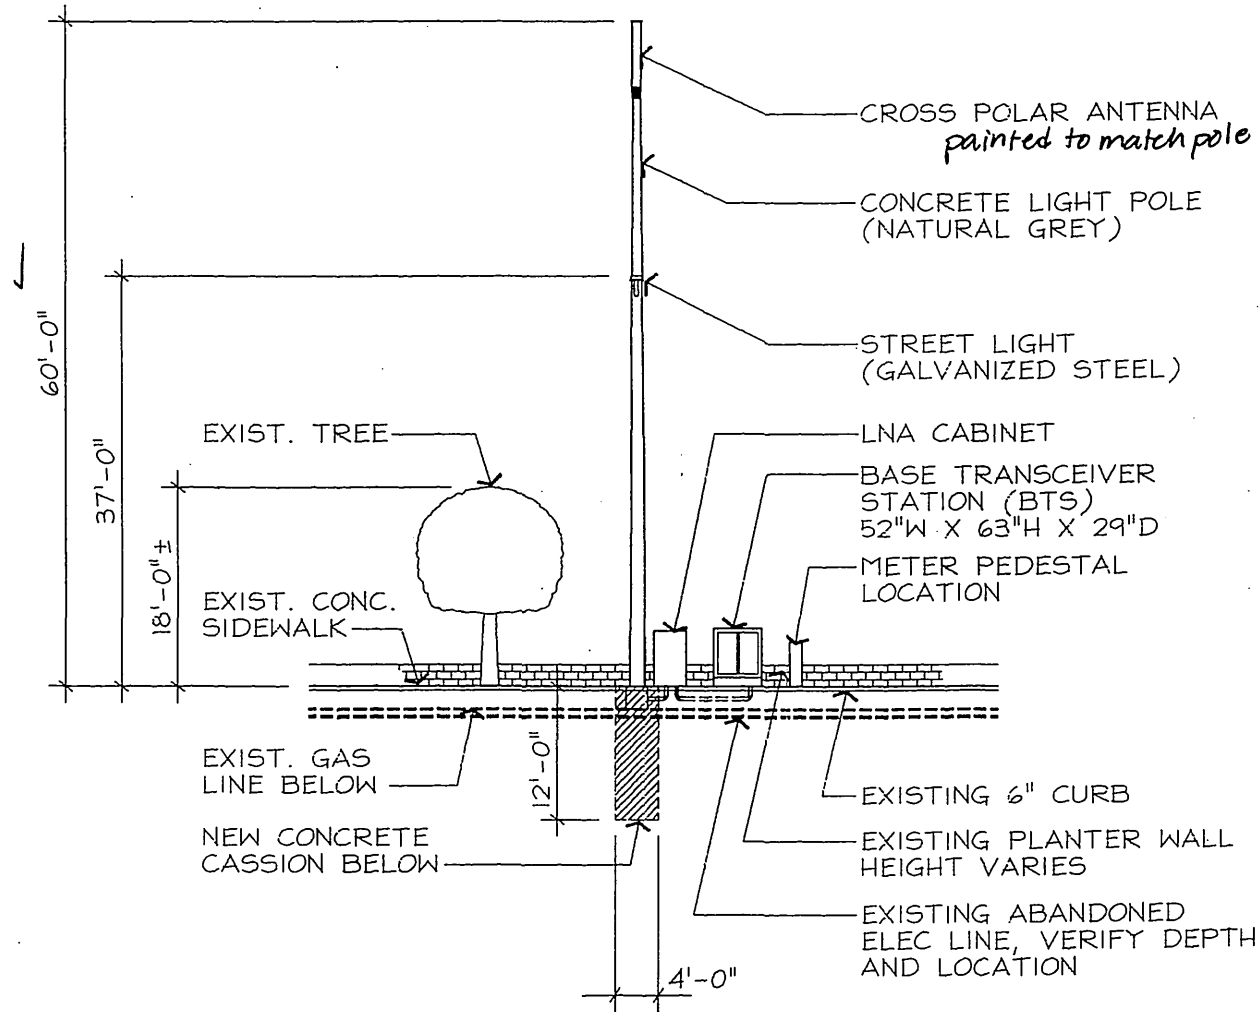 60'-0"
37'-0"
18'-0"±
12'-0"
4'-0"
CROSS POLAR ANTENNA
painted to match pole
CONCRETE LIGHT POLE
(NATURAL GREY)
STREET LIGHT
(GALVANIZED STEEL)
LNA CABINET
BASE TRANSCEIVER
STATION (BTS)
52"W X 63"H X 29"D
METER PEDESTAL
LOCATION
EXIST. TREE
EXIST. CONC.
SIDEWALK
EXIST. GAS
LINE BELOW
NEW CONCRETE
CASSION BELOW
EXISTING 6" CURB
EXISTING PLANTER WALL
HEIGHT VARIES
EXISTING ABANDONED
ELEC LINE, VERIFY DEPTH
AND LOCATION